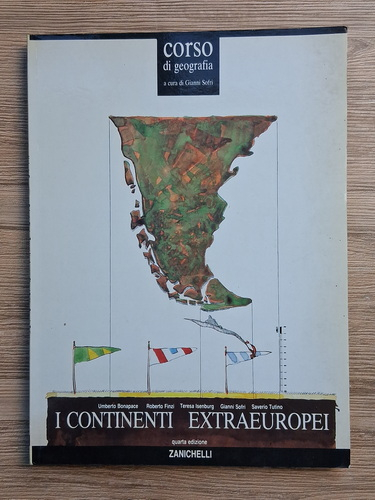 corso
di geografia
a cura di Gianni Sofri
Umberto Bonapace Roberto Finzi Teresa Isenburg Gianni Sofri Saverio Tutino
I CONTINENTI EXTRAEUROPEI
quarta edizione
ZANICHELLI